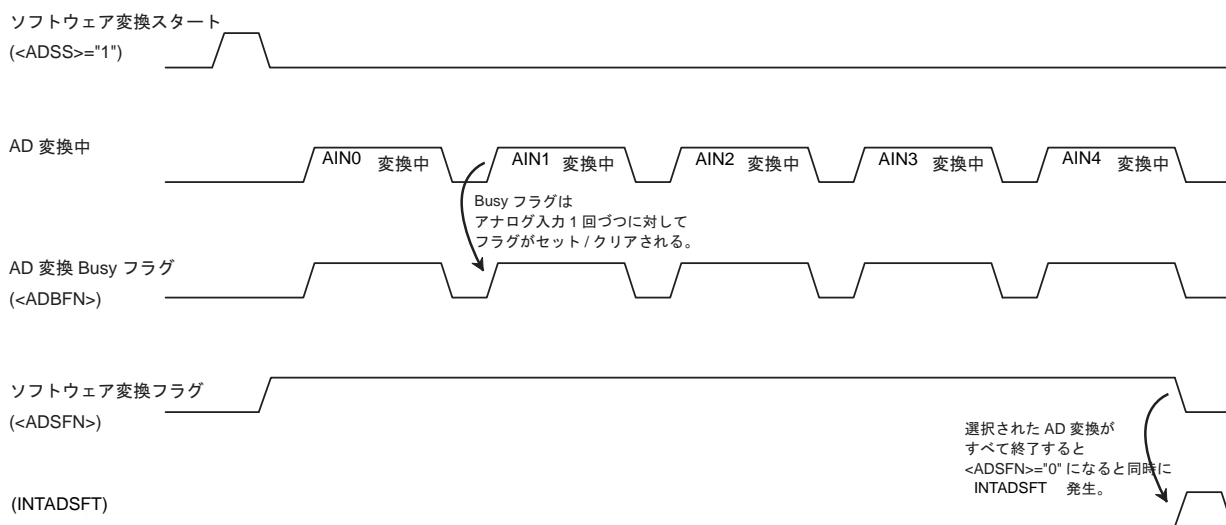 ソフトウェア変換スタート
(<ADSS>="1")
AD 変換中
AIN0 変換中
AIN1 変換中
AIN2 変換中
AIN3 変換中
AIN4 変換中
Busy フラグは
アナログ入力 1 回づつに対して
フラグがセット / クリアされる。
AD 変換 Busy フラグ
(<ADBFN>)
ソフトウェア変換フラグ
(<ADSFN>)
選択された AD 変換が
すべて終了すると
<ADSFN>="0" になると同時に
INTADSFT 発生。
(INTADSFT)